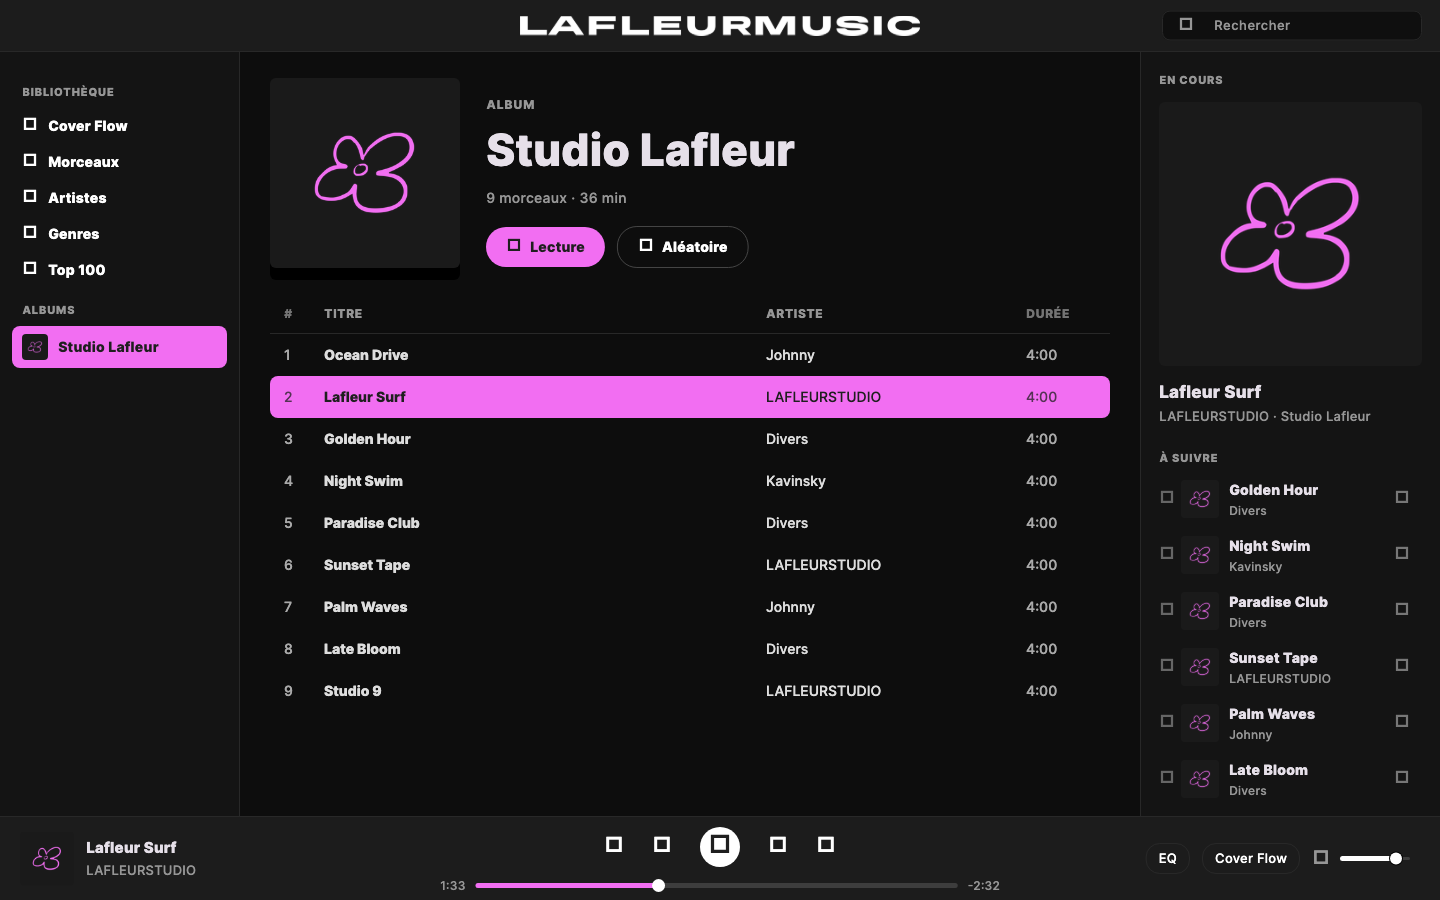 LAFLEURMUSIC
Rechercher
BIBLIOTHÈQUE
Cover Flow
Morceaux
Artistes
Genres
Top 100
ALBUMS
Studio Lafleur
ALBUM
Studio Lafleur
9 morceaux · 36 min
Lecture
Aléatoire
# TITRE ARTISTE DURÉE
1 Ocean Drive Johnny 4:00
2 Lafleur Surf LAFLEURSTUDIO 4:00
3 Golden Hour Divers 4:00
4 Night Swim Kavinsky 4:00
5 Paradise Club Divers 4:00
6 Sunset Tape LAFLEURSTUDIO 4:00
7 Palm Waves Johnny 4:00
8 Late Bloom Divers 4:00
9 Studio 9 LAFLEURSTUDIO 4:00
EN COURS
Lafleur Surf
LAFLEURSTUDIO · Studio Lafleur
À SUIVRE
Golden Hour
Divers
Night Swim
Kavinsky
Paradise Club
Divers
Sunset Tape
LAFLEURSTUDIO
Palm Waves
Johnny
Late Bloom
Divers
Lafleur Surf
LAFLEURSTUDIO
1:33
-2:32
EQ
Cover Flow